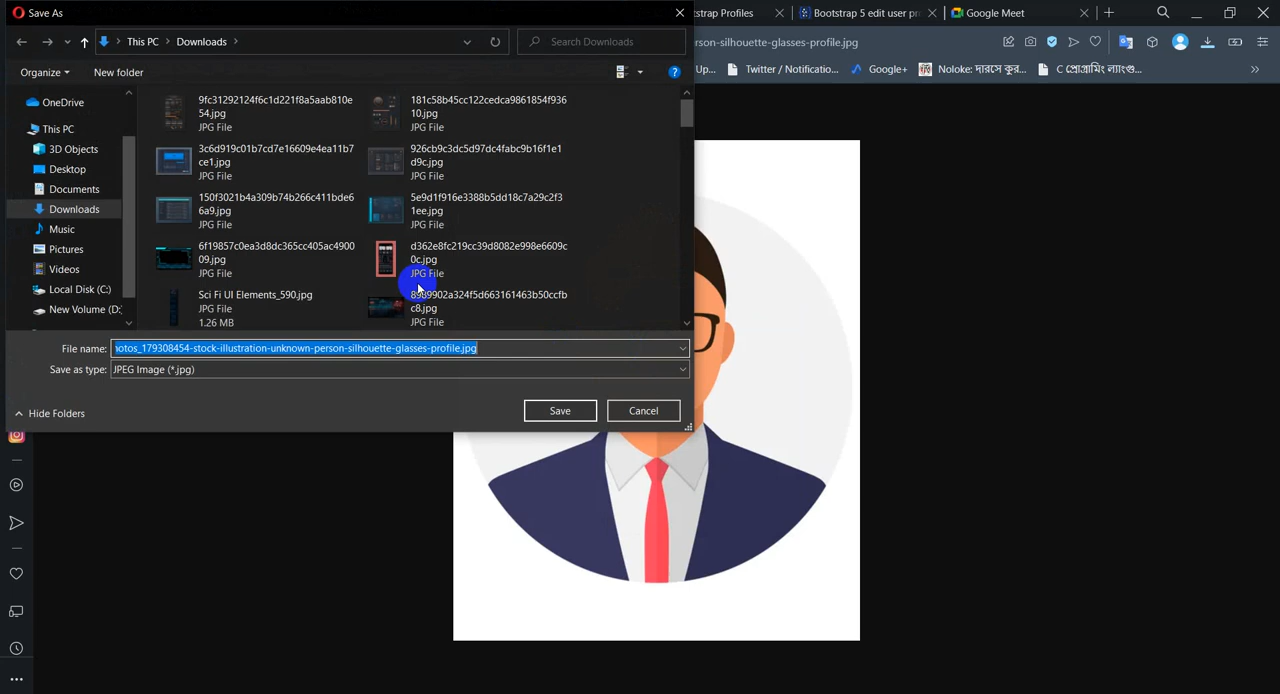 Save As
strap Profiles
Bootstrap 5 edit user pr
Google Meet
This PC
Downloads
Search Downloads
rson-silhouette-glasses-profile.jpg
Organize
New folder
Up...
Twitter / Notificatio...
Google+
Noloke: দারসে কুর...
C প্রোগ্রামিং ল্যাংগু...
OneDrive
This PC
3D Objects
Desktop
Documents
Downloads
Music
Pictures
Videos
Local Disk (C:)
New Volume (D:
9fc31292124f6c1d221f8a5aab810e
54.jpg
JPG File
181c58b45cc122cedca9861854f936
10.jpg
JPG File
3c6d919c01b7cd7e16609e4ea11b7
ce1.jpg
JPG File
926cb9c3dc5d97dc4fabc9b16f1e1
d9c.jpg
JPG File
150f3021b4a309b74b266c411bde6
6a9.jpg
JPG File
5e9d1f916e3388b5dd18c7a29c2f3
1ee.jpg
JPG File
6f19857c0ea3d8dc365cc405ac4900
09.jpg
JPG File
d362e8fc219cc39d8082e998e6609c
0c.jpg
JPG File
Sci Fi UI Elements_590.jpg
JPG File
1.26 MB
8989902a324f5d663161463b50ccfb
c8.jpg
JPG File
File name:
hotos_179308454-stock-illustration-unknown-person-silhouette-glasses-profile.jpg
Save as type:
JPEG Image (*.jpg)
Hide Folders
Save
Cancel